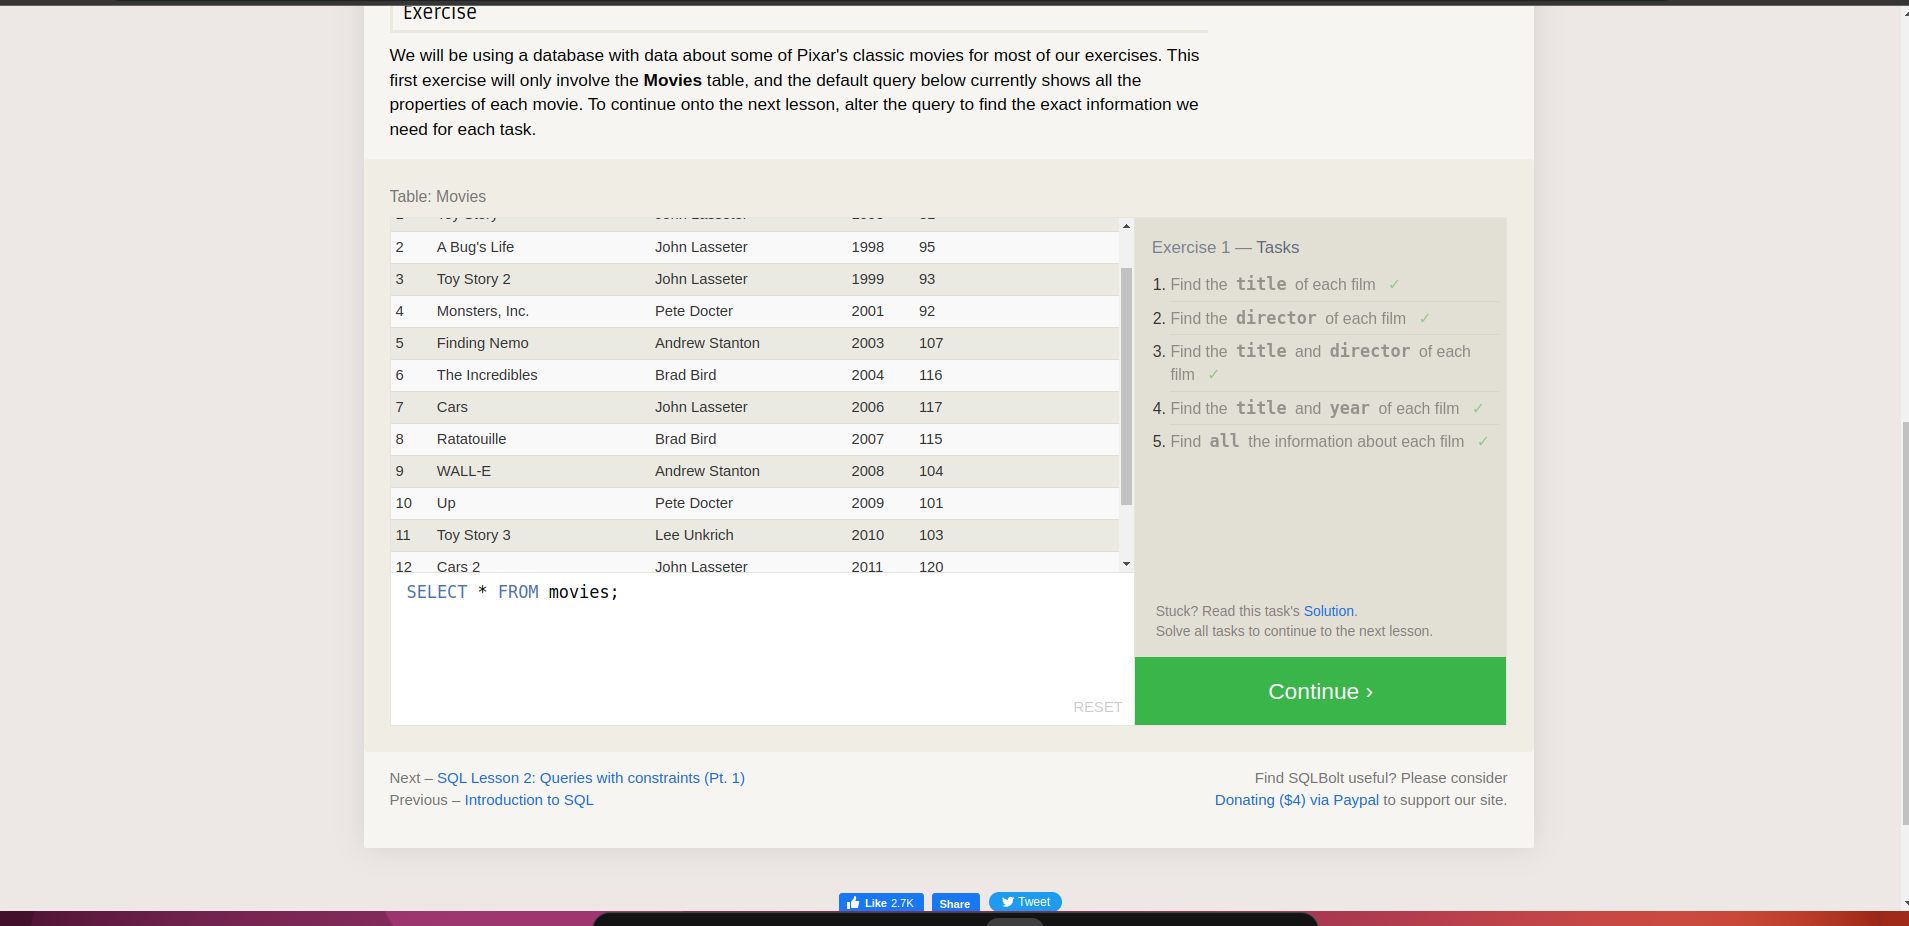 Exercise
We will be using a database with data about some of Pixar's classic movies for most of our exercises. This
first exercise will only involve the Movies table, and the default query below currently shows all the
properties of each movie. To continue onto the next lesson, alter the query to find the exact information we
need for each task.
Table: Movies
2 A Bug's Life John Lasseter 1998 95
3 Toy Story 2 John Lasseter 1999 93
4 Monsters, Inc. Pete Docter 2001 92
5 Finding Nemo Andrew Stanton 2003 107
6 The Incredibles Brad Bird 2004 116
7 Cars John Lasseter 2006 117
8 Ratatouille Brad Bird 2007 115
9 WALL-E Andrew Stanton 2008 104
10 Up Pete Docter 2009 101
11 Toy Story 3 Lee Unkrich 2010 103
12 Cars 2 John Lasseter 2011 120
SELECT * FROM movies;
RESET
Exercise 1 — Tasks
1. Find the title of each film ✓
2. Find the director of each film ✓
3. Find the title and director of each
film ✓
4. Find the title and year of each film ✓
5. Find all the information about each film ✓
Stuck? Read this task's Solution.
Solve all tasks to continue to the next lesson.
Continue ›
Next – SQL Lesson 2: Queries with constraints (Pt. 1)
Previous – Introduction to SQL
Find SQLBolt useful? Please consider
Donating ($4) via Paypal to support our site.
Like 2.7K Share Tweet